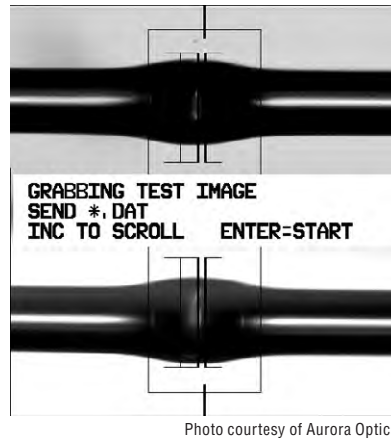 GRABBING TEST IMAGE
SEND *.DAT
INC TO SCROLL ENTER=START
Photo courtesy of Aurora Optic